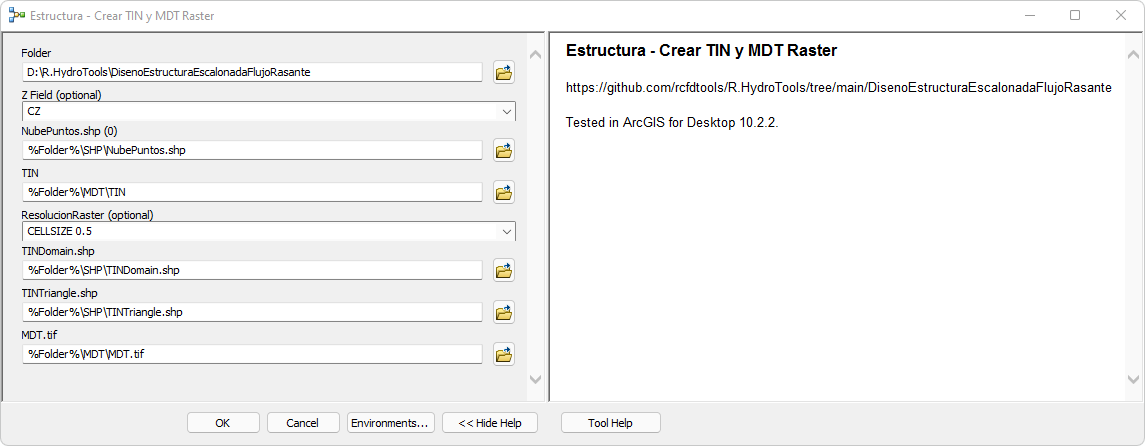 Estructura - Crear TIN y MDT Raster
Folder
D:\R.HydroTools\DisenoEstructuraEscalonadaFlujoRasante
Z Field (optional)
CZ
NubePuntos.shp (0)
%Folder%\SHP\NubePuntos.shp
TIN
%Folder%\MDT\TIN
ResolucionRaster (optional)
CELLSIZE 0.5
TINDomain.shp
%Folder%\SHP\TINDomain.shp
TINTriangle.shp
%Folder%\SHP\TINTriangle.shp
MDT.tif
%Folder%\MDT\MDT.tif
Estructura - Crear TIN y MDT Raster
https://github.com/rcfdtools/R.HydroTools/tree/main/DisenoEstructuraEscalonadaFlujoRasante
Tested in ArcGIS for Desktop 10.2.2.
OK Cancel Environments... << Hide Help Tool Help